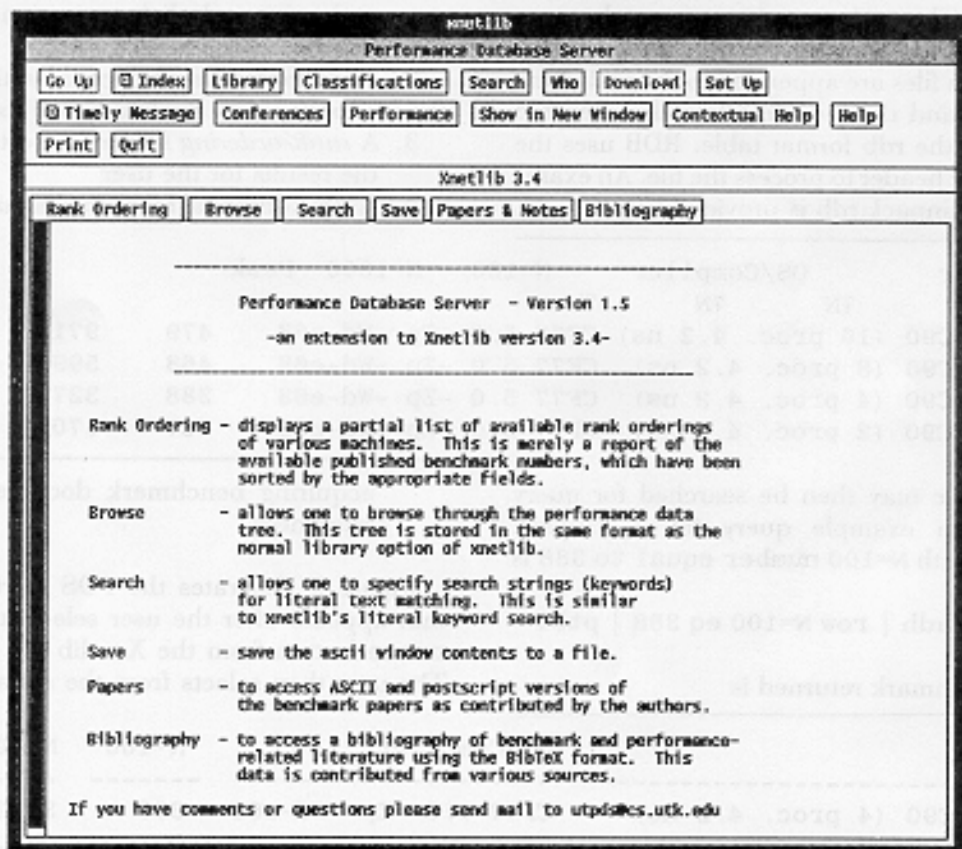 xnetlib
Performance Database Server
Go Up Index Library Classifications Search Who Download Set Up
Timely Message Conferences Performance Show in New Window Contextual Help Help
Print Quit
Xnetlib 3.4
Rank Ordering Browse Search Save Papers & Notes Bibliography
Performance Database Server - Version 1.5
-an extension to Xnetlib version 3.4-
Rank Ordering - displays a partial list of available rank orderings
of various machines. This is merely a report of the
available published benchmark numbers, which have been
sorted by the appropriate fields.
Browse - allows one to browse through the performance data
tree. This tree is stored in the same format as the
normal library option of xnetlib.
Search - allows one to specify search strings (keywords)
for literal text matching. This is similar
to xnetlib's literal keyword search.
Save - save the ascii window contents to a file.
Papers - to access ASCII and postscript versions of
the benchmark papers as contributed by the authors.
Bibliography - to access a bibliography of benchmark and performance-
related literature using the BibTeX format. This
data is contributed from various sources.
If you have comments or questions please send mail to utpds@cs.utk.edu